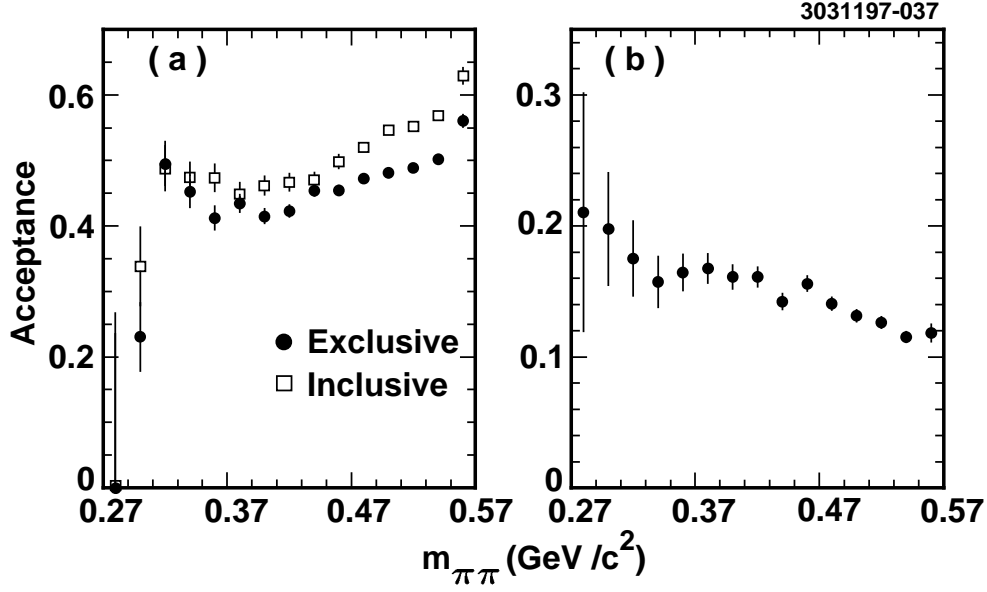 3031197-037
( a )
( b )
0.6
0.4
0.2
0
Acceptance
Exclusive
Inclusive
0.27
0.37
0.47
0.57
0.3
0.2
0.1
0
0.27
0.37
0.47
0.57
mππ (GeV /c²)